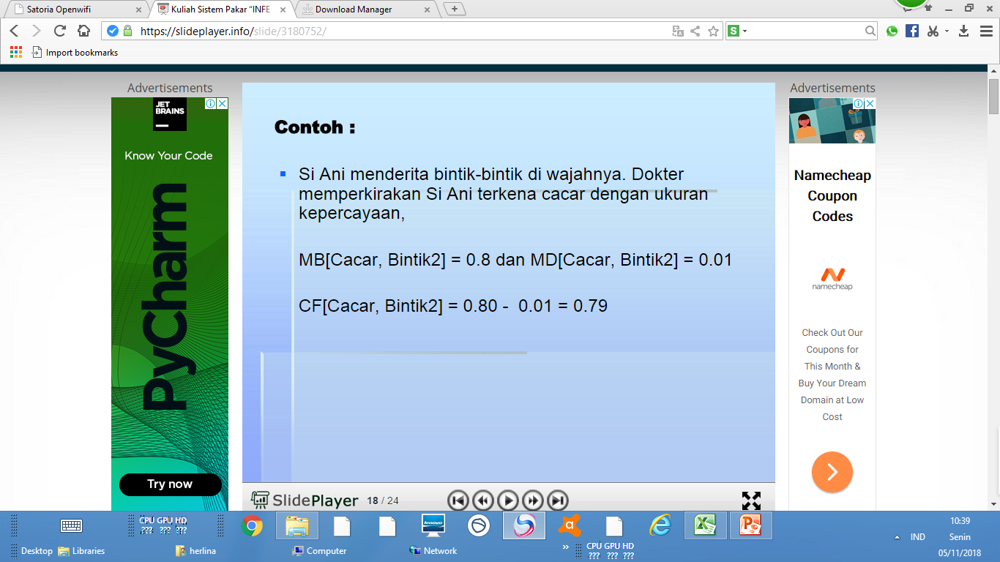 Satoria Openwifi
Kuliah Sistem Pakar “INFE
Download Manager
https://slideplayer.info/slide/3180752/
S
Import bookmarks
Advertisements
JET
BRAINS
Know Your Code
PyCharm
Try now
Contoh :
Si Ani menderita bintik-bintik di wajahnya. Dokter
memperkirakan Si Ani terkena cacar dengan ukuran
kepercayaan,
MB[Cacar, Bintik2] = 0.8 dan MD[Cacar, Bintik2] = 0.01
CF[Cacar, Bintik2] = 0.80 - 0.01 = 0.79
SlidePlayer
18 / 24
Advertisements
Namecheap
Coupon
Codes
namecheap
Check Out Our
Coupons for
This Month &
Buy Your Dream
Domain at Low
Cost
CPU GPU HD
??? ??? ???
lenovo
10:39
Desktop
Libraries
herlina
Computer
Network
»
CPU GPU HD
??? ??? ???
IND
Senin
05/11/2018